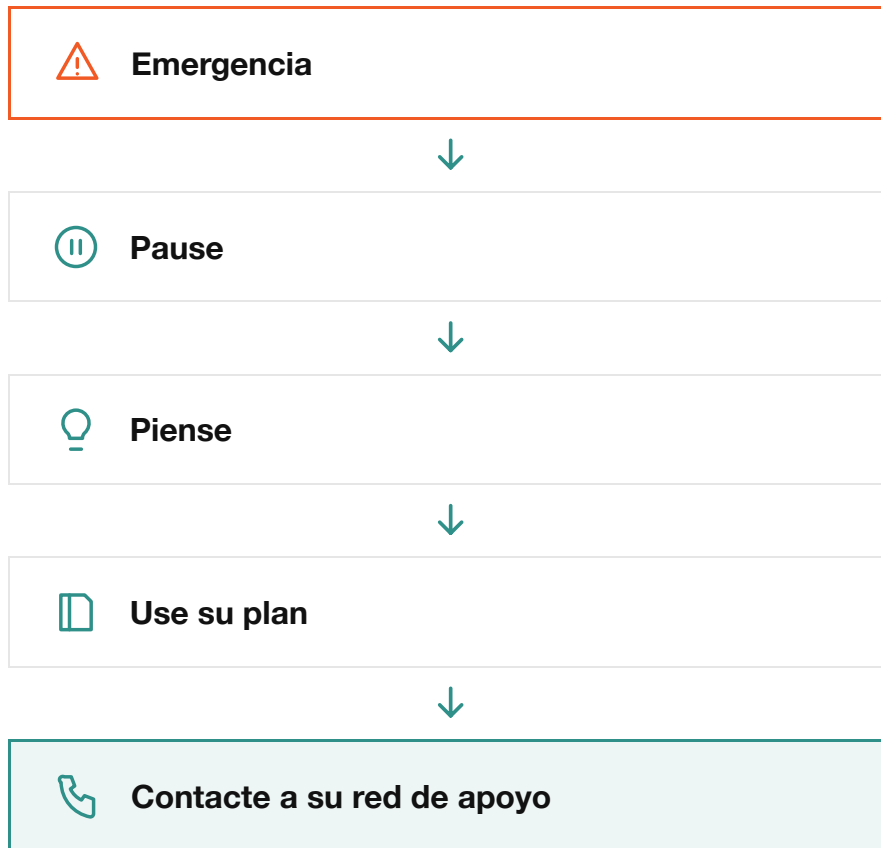 Emergencia
Pause
Piense
Use su plan
Contacte a su red de apoyo